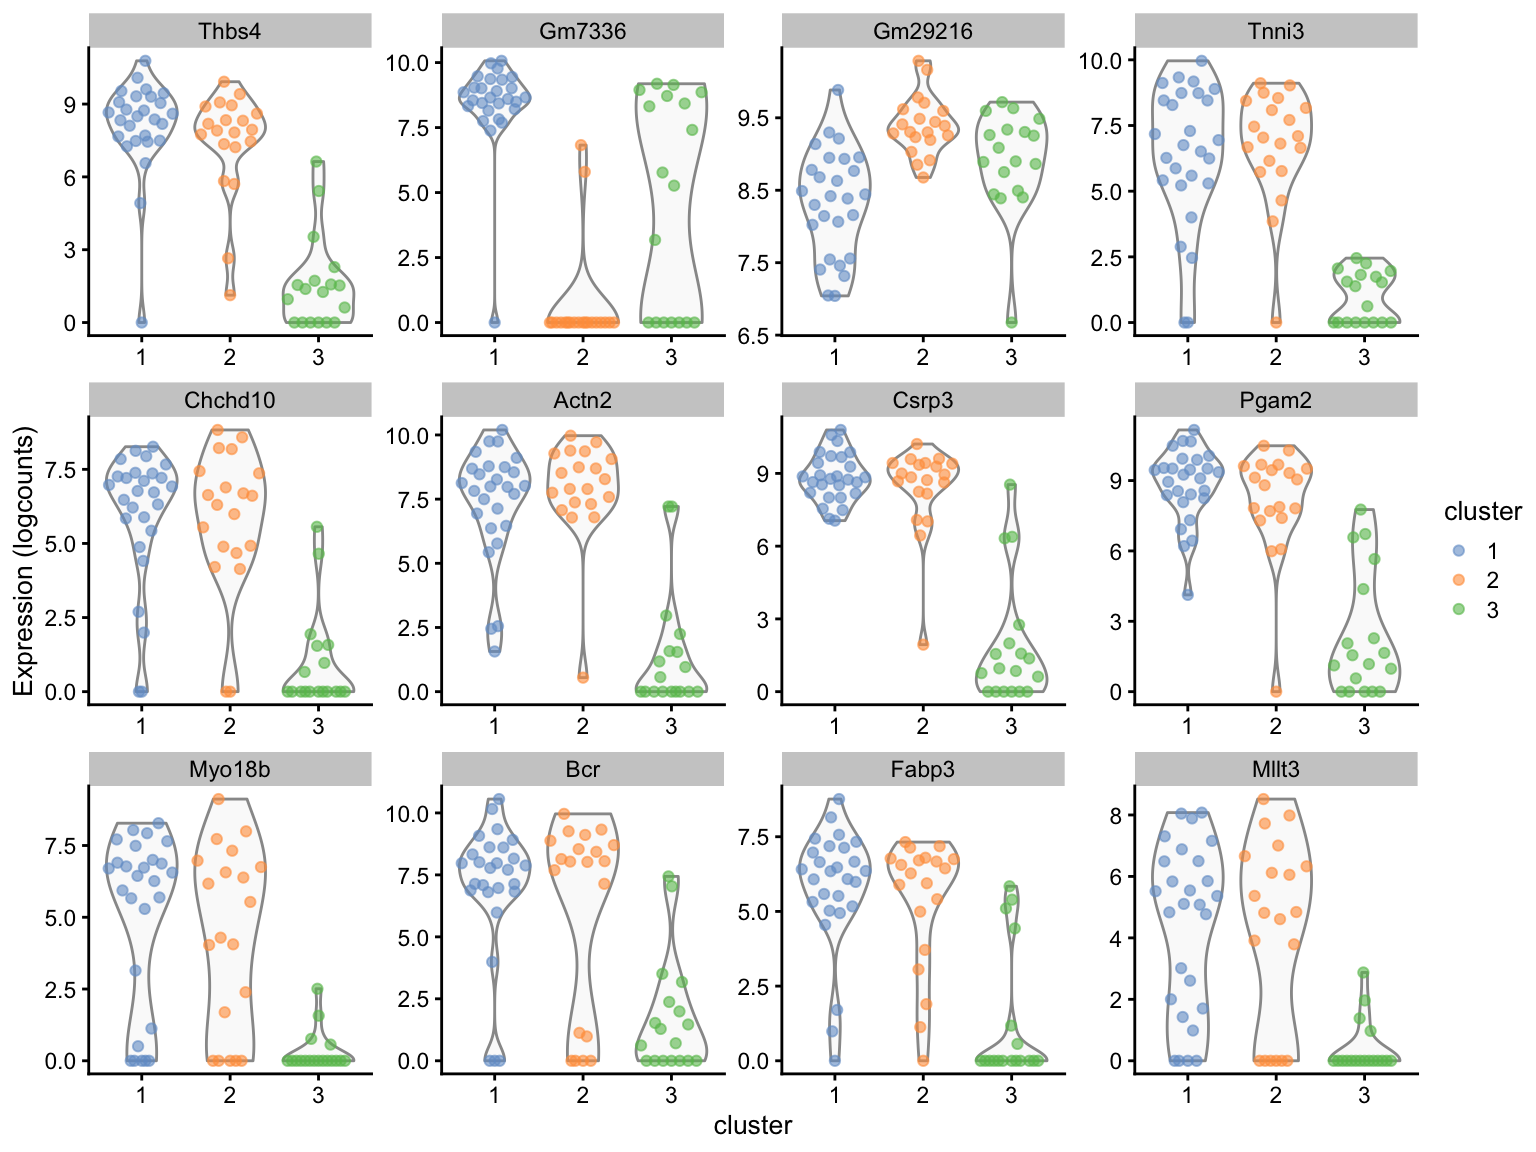 Thbs4
Gm7336
Gm29216
Tnni3
9
6
3
0
10.0
7.5
5.0
2.5
0.0
9.5
8.5
7.5
6.5
10.0
7.5
5.0
2.5
0.0
1 2 3
1 2 3
1 2 3
1 2 3
Chchd10
Actn2
Csrp3
Pgam2
7.5
5.0
2.5
0.0
10.0
7.5
5.0
2.5
0.0
9
6
3
0
9
6
3
0
1 2 3
1 2 3
1 2 3
1 2 3
Myo18b
Bcr
Fabp3
Mllt3
7.5
5.0
2.5
0.0
10.0
7.5
5.0
2.5
0.0
7.5
5.0
2.5
0.0
8
6
4
2
0
1 2 3
1 2 3
1 2 3
1 2 3
Expression (logcounts)
cluster
cluster
1
2
3